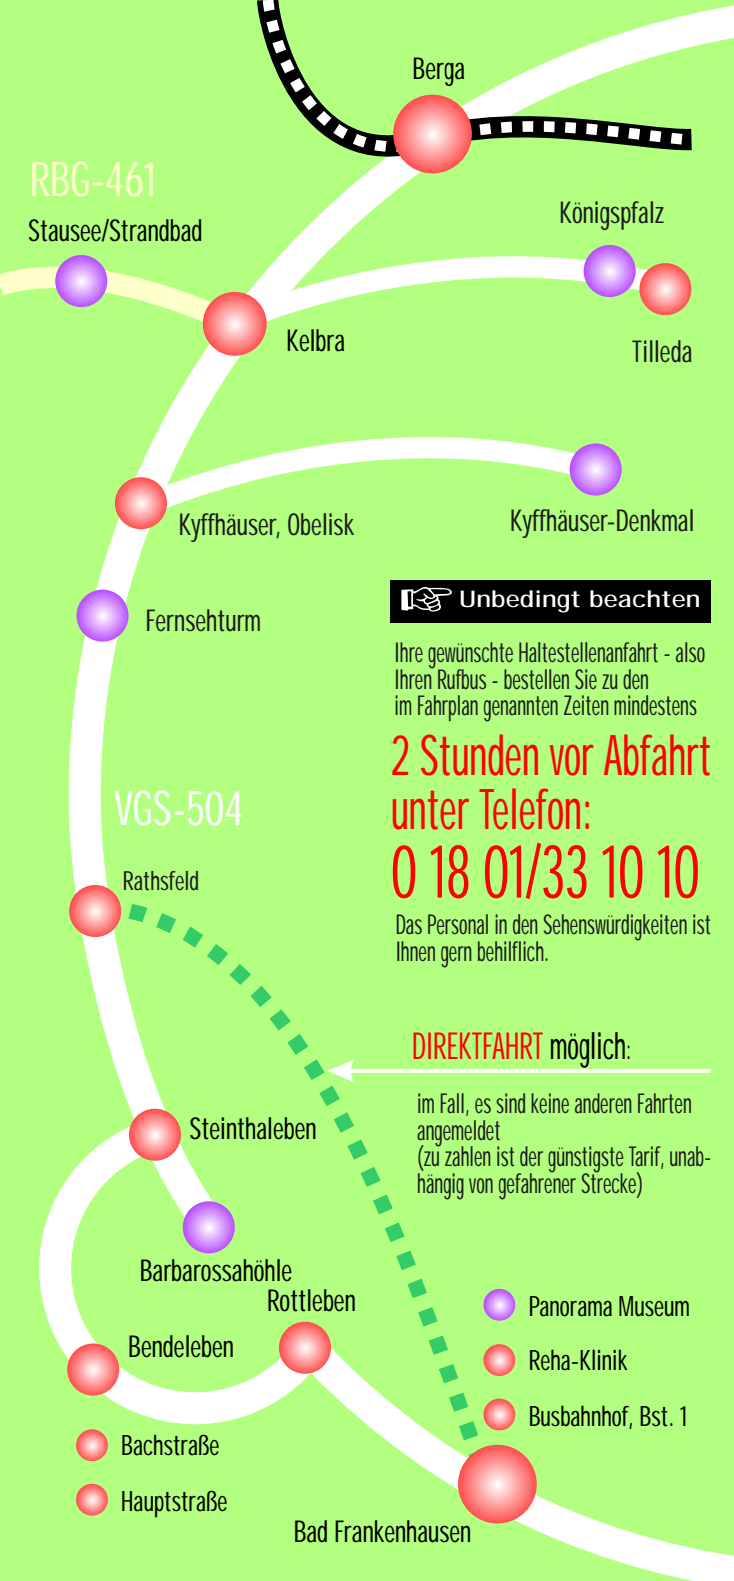 Berga
RBG-461
Stausee/Strandbad
Königspfalz
Kelbra
Tilleda
Kyffhäuser, Obelisk
Kyffhäuser-Denkmal
Fernsehturm
Unbedingt beachten
Ihre gewünschte Haltestellenanfahrt - also
Ihren Rufbus - bestellen Sie zu den
im Fahrplan genannten Zeiten mindestens
2 Stunden vor Abfahrt
unter Telefon:
0 18 01/33 10 10
Das Personal in den Sehenswürdigkeiten ist
Ihnen gern behilflich.
VGS-504
Rathsfeld
DIREKTFAHRT möglich:
im Fall, es sind keine anderen Fahrten
angemeldet
(zu zahlen ist der günstigste Tarif, unab-
hängig von gefahrener Strecke)
Steinthaleben
Barbarossahöhle
Rottleben
Bendeleben
Bachstraße
Hauptstraße
Panorama Museum
Reha-Klinik
Busbahnhof, Bst. 1
Bad Frankenhausen